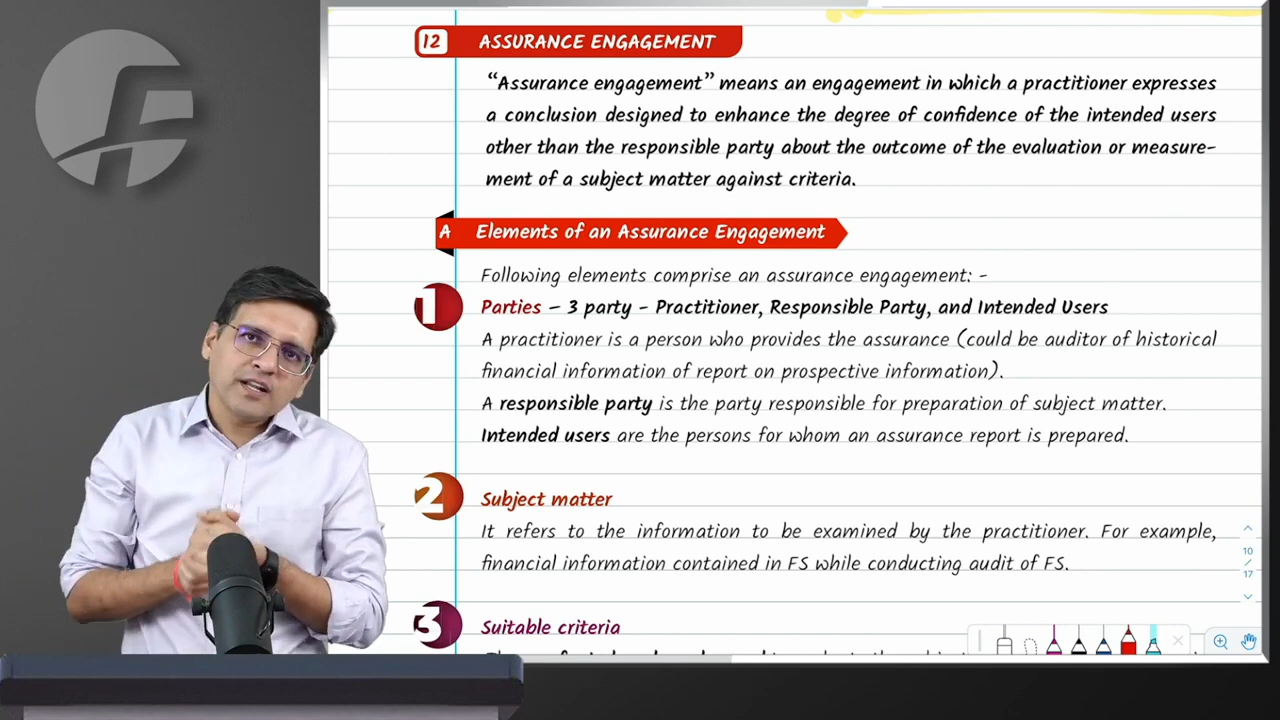 12 ASSURANCE ENGAGEMENT
“Assurance engagement” means an engagement in which a practitioner expresses
a conclusion designed to enhance the degree of confidence of the intended users
other than the responsible party about the outcome of the evaluation or measure-
ment of a subject matter against criteria.
A Elements of an Assurance Engagement
Following elements comprise an assurance engagement: -
1 Parties – 3 party - Practitioner, Responsible Party, and Intended Users
A practitioner is a person who provides the assurance (could be auditor of historical
financial information of report on prospective information).
A responsible party is the party responsible for preparation of subject matter.
Intended users are the persons for whom an assurance report is prepared.
2 Subject matter
It refers to the information to be examined by the practitioner. For example,
financial information contained in FS while conducting audit of FS.
3 Suitable criteria
10
/
17